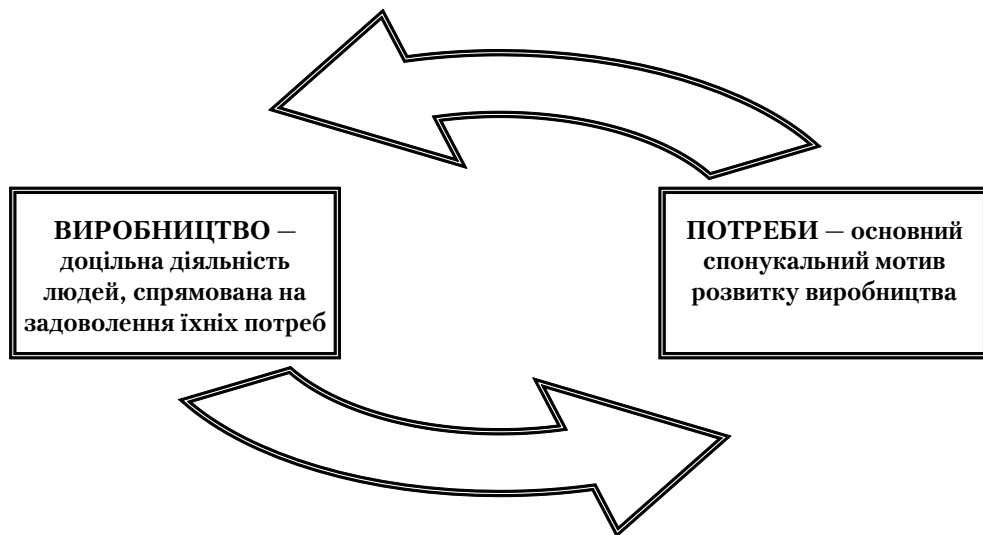 ВИРОБНИЦТВО —
доцільна діяльність
людей, спрямована на
задоволення їхніх потреб
ПОТРЕБИ — основний
спонукальний мотив
розвитку виробництва